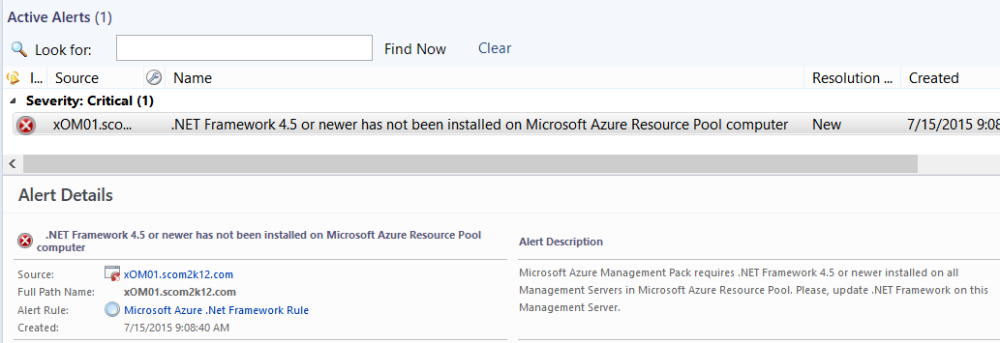 Active Alerts (1)
Look for: Find Now Clear
I... Source Name Resolution ... Created
Severity: Critical (1)
xOM01.sco... .NET Framework 4.5 or newer has not been installed on Microsoft Azure Resource Pool computer New 7/15/2015 9:08
Alert Details
.NET Framework 4.5 or newer has not been installed on Microsoft Azure Resource Pool
computer
Source: xOM01.scom2k12.com
Full Path Name: xOM01.scom2k12.com
Alert Rule: Microsoft Azure .Net Framework Rule
Created: 7/15/2015 9:08:40 AM
Alert Description
Microsoft Azure Management Pack requires .NET Framework 4.5 or newer installed on all
Management Servers in Microsoft Azure Resource Pool. Please, update .NET Framework on this
Management Server.